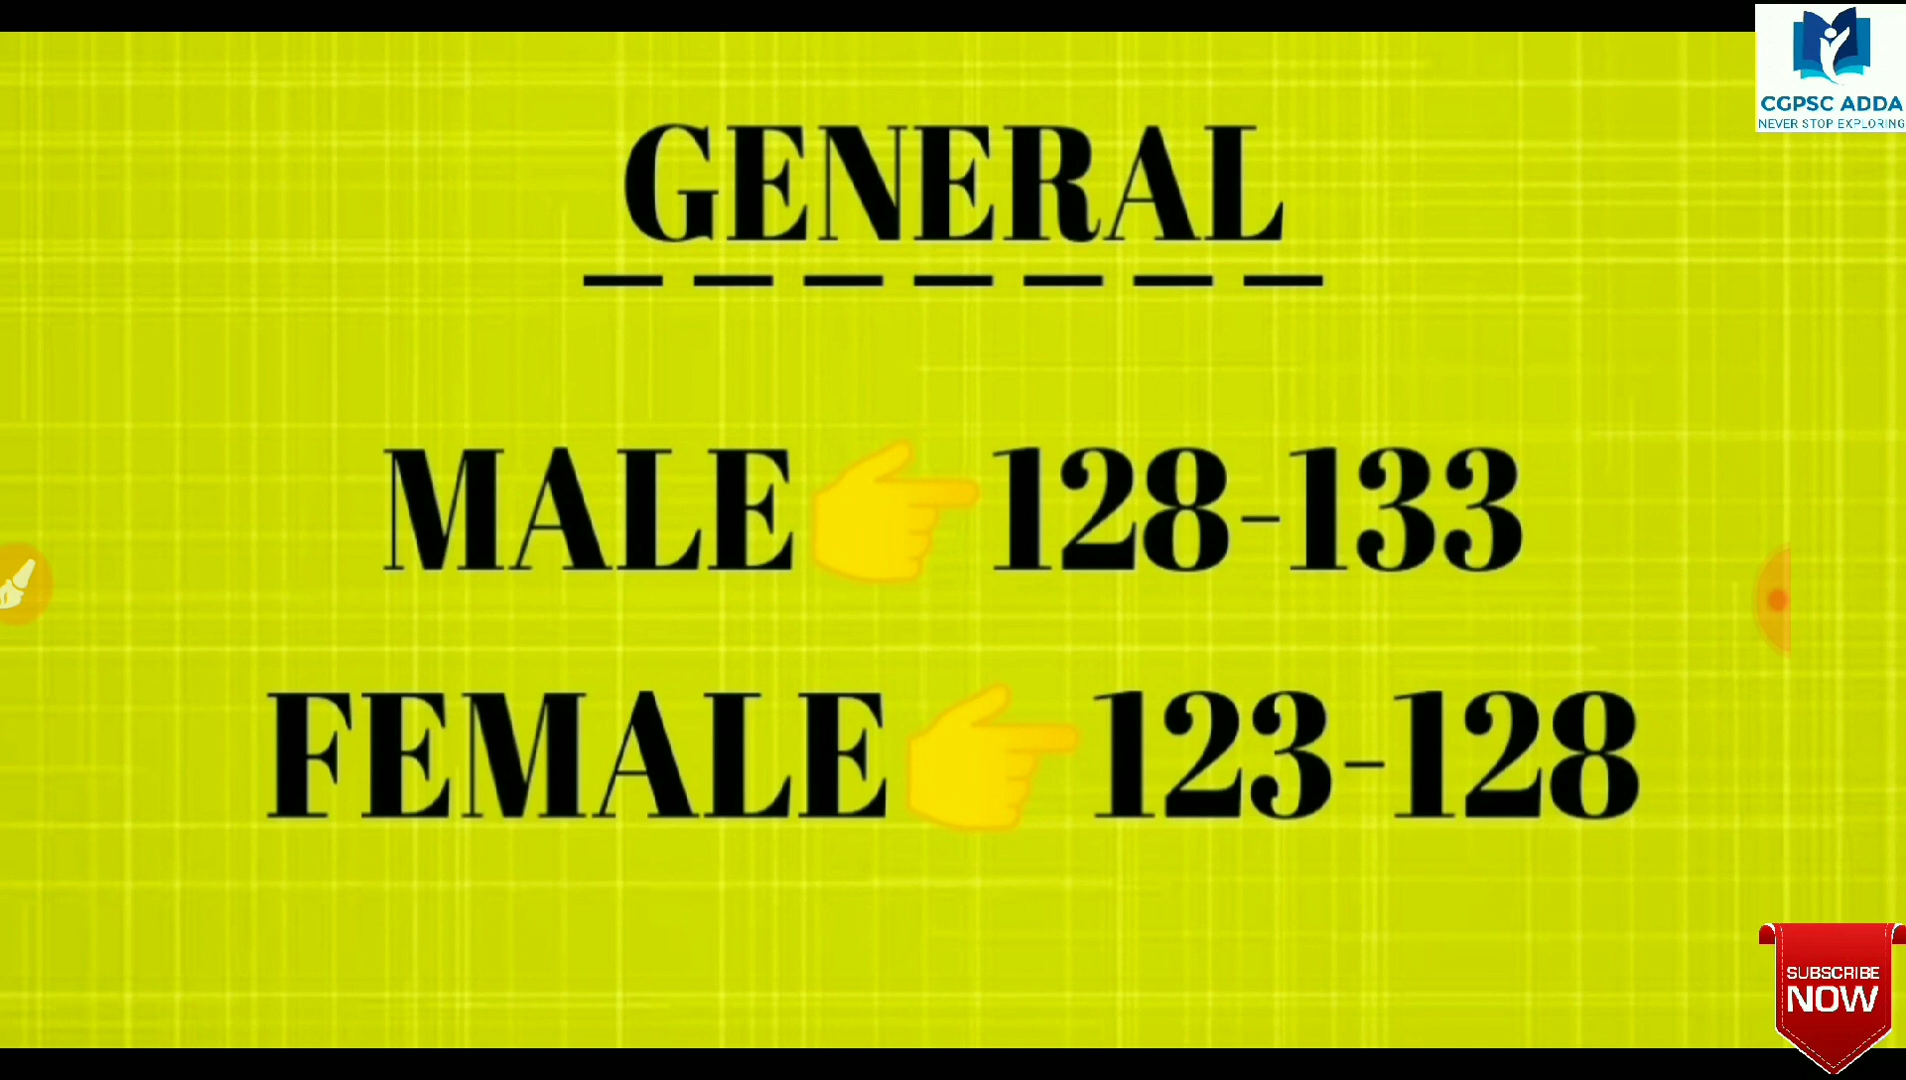 CGPSC ADDA
NEVER STOP EXPLORING
GENERAL
MALE👉128-133
FEMALE👉123-128
SUBSCRIBE
NOW